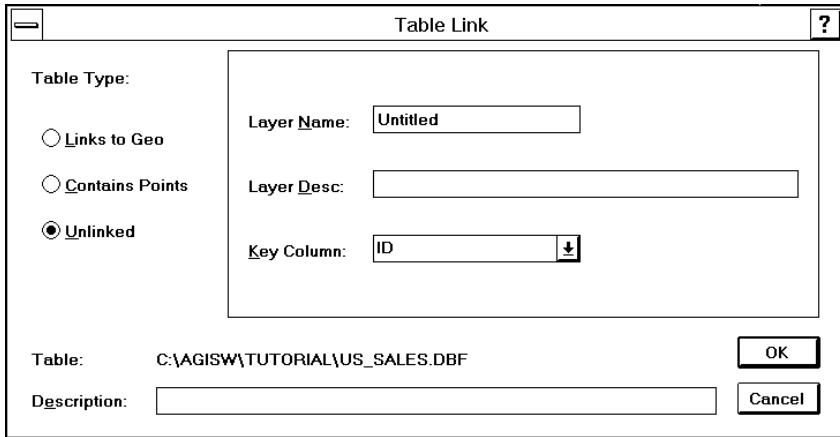 Table Link
?
Table Type:
Links to Geo
Contains Points
Unlinked
Layer Name: Untitled
Layer Desc:
Key Column: ID
Table: C:\AGISW\TUTORIAL\US_SALES.DBF
OK
Description:
Cancel